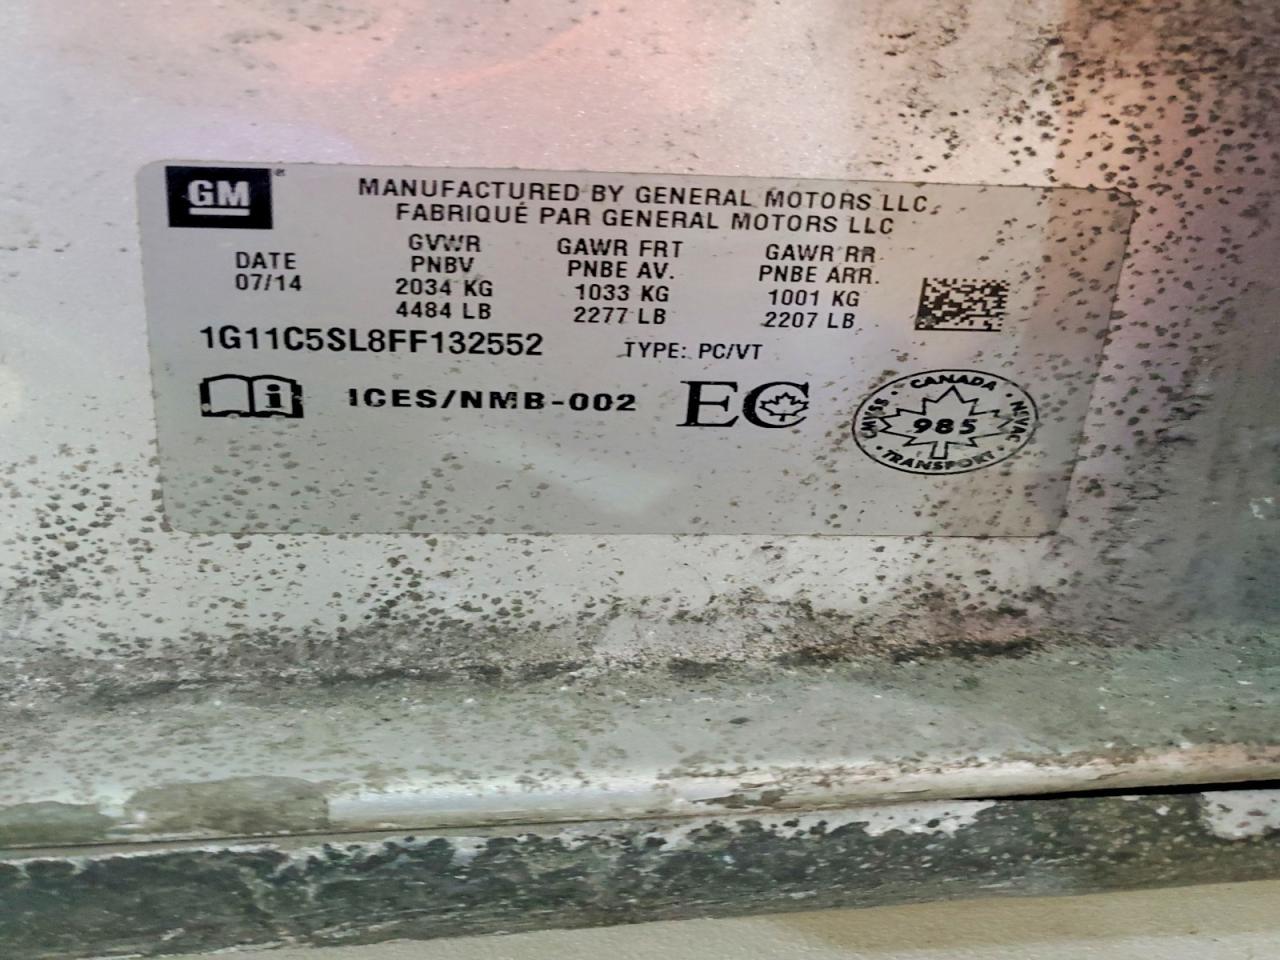 GM
MANUFACTURED BY GENERAL MOTORS LLC
FABRIQUÉ PAR GENERAL MOTORS LLC
DATE
07/14
GVWR
PNBV
2034 KG
4484 LB
GAWR FRT
PNBE AV.
1033 KG
2277 LB
GAWR RR
PNBE ARR.
1001 KG
2207 LB
1G11C5SL8FF132552
TYPE: PC/VT
i
ICES/NMB-002
EC
CANADA
CMVSS
985
NSVAC
TRANSPORT